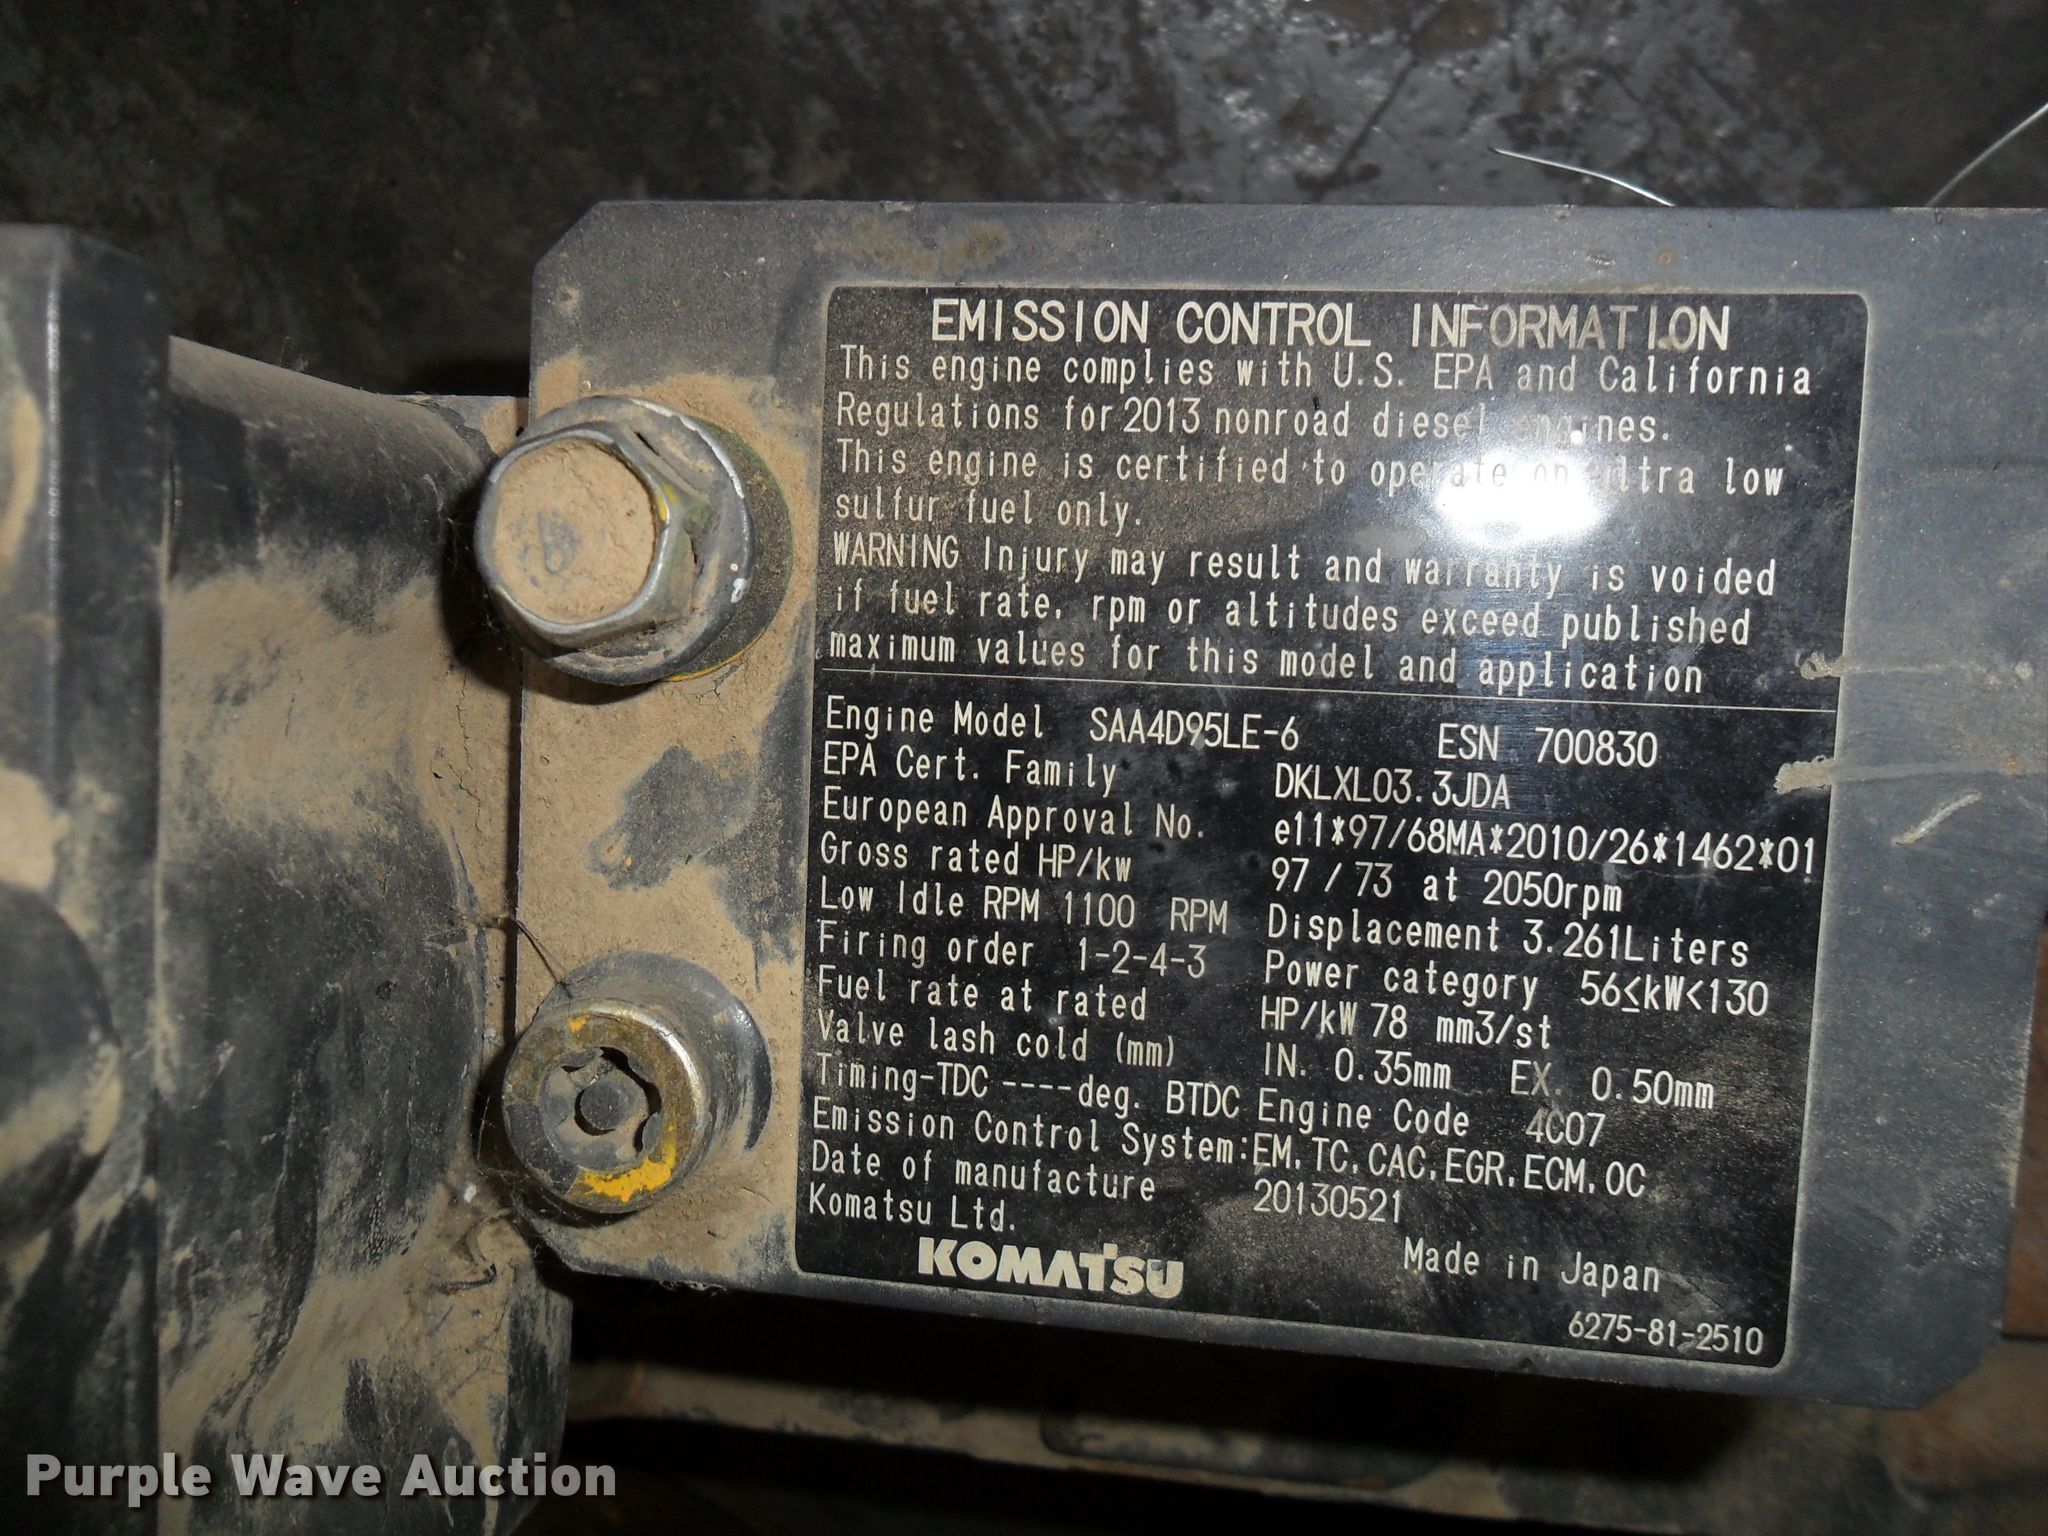 EMISSION CONTROL INFORMATION
This engine complies with U.S. EPA and California
Regulations for 2013 nonroad diesel engines.
This engine is certified to operate on ultra low
sulfur fuel only.
WARNING Injury may result and warranty is voided
if fuel rate, rpm or altitudes exceed published
maximum values for this model and application
Engine Model SAA4D95LE-6 ESN 700830
EPA Cert. Family DKLXL03.3JDA
European Approval No. e11*97/68MA*2010/26*1462*01
Gross rated HP/kw 97 / 73 at 2050rpm
Low Idle RPM 1100 RPM Displacement 3.261Liters
Firing order 1-2-4-3 Power category 56≤kW<130
Fuel rate at rated HP/kW 78 mm3/st
Valve lash cold (mm) IN. 0.35mm EX. 0.50mm
Timing-TDC ----deg. BTDC Engine Code 4C07
Emission Control System:EM,TC,CAC,EGR,ECM,OC
Date of manufacture 20130521
Komatsu Ltd.
KOMATSU Made in Japan
6275-81-2510
Purple Wave Auction